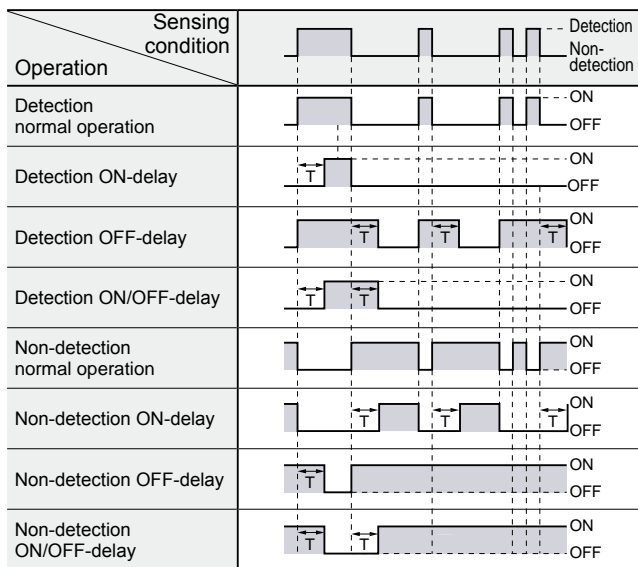 Sensing
condition
Operation
Detection
Non-
detection
Detection
normal operation
ON
OFF
Detection ON-delay
T
ON
OFF
Detection OFF-delay
T
T
T
ON
OFF
Detection ON/OFF-delay
T
T
ON
OFF
Non-detection
normal operation
ON
OFF
Non-detection ON-delay
T
T
T
ON
OFF
Non-detection OFF-delay
T
ON
OFF
Non-detection
ON/OFF-delay
T
T
ON
OFF